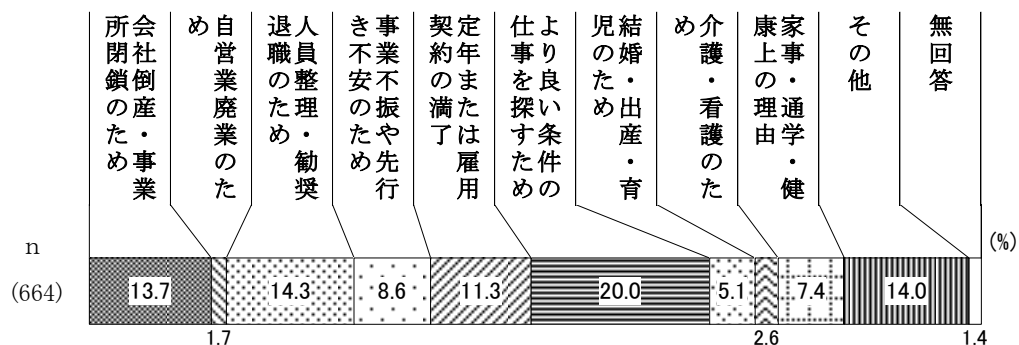 会社倒産・事業
所閉鎖のため
自営業廃業のた
め
人員整理・勧奨
退職のため
事業不振や先行
き不安のため
定年または雇用
契約の満了
より良い条件の
仕事を探すため
結婚・出産・育
児のため
介護・看護のた
め
家事・通学・健
康上の理由
その他
無回答
(%)
n
(664)
13.7
1.7
14.3
8.6
11.3
20.0
5.1
2.6
7.4
14.0
1.4